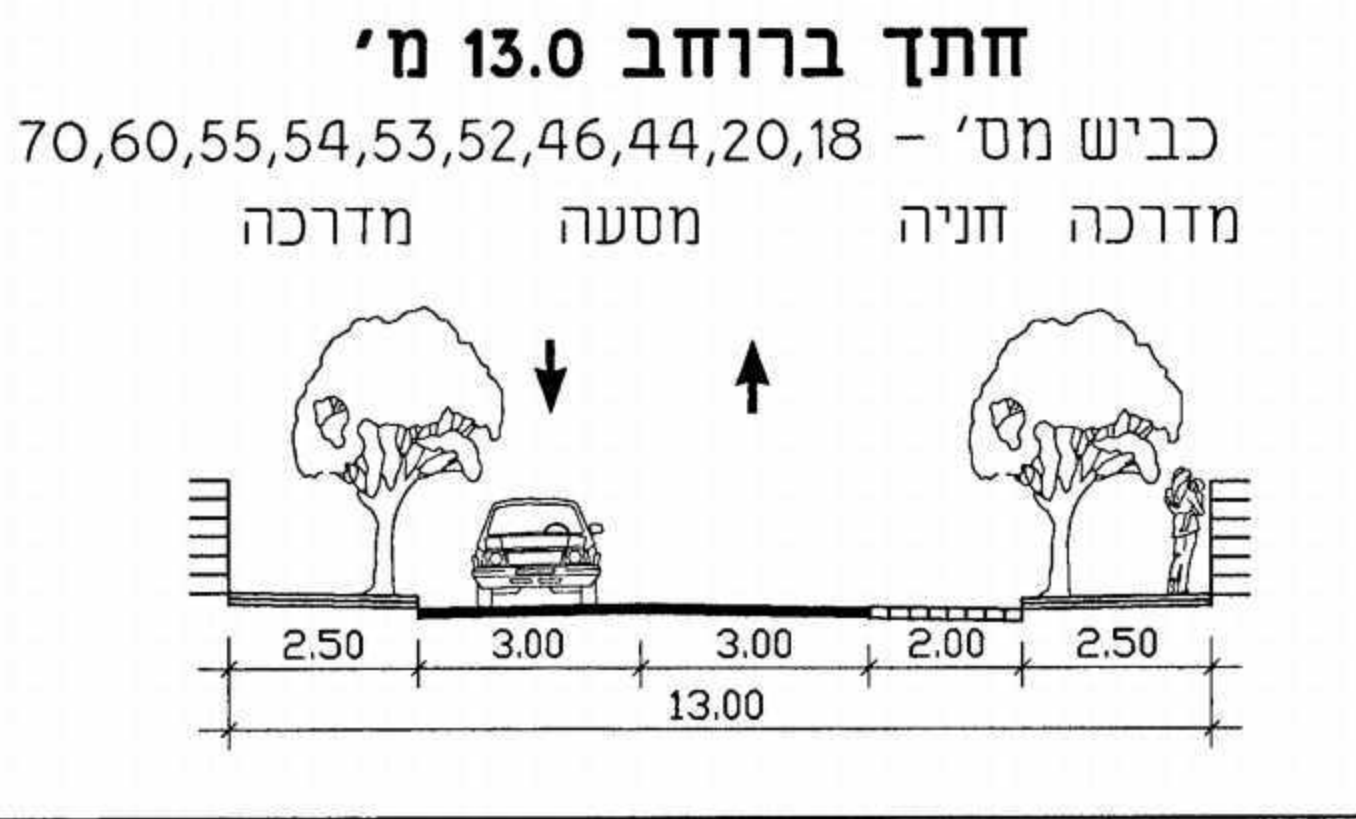 חתך ברוחב 13.0 מ'
כביש מס' - 18,20,44,46,52,53,54,55,60,70
מדרכה חניה מסעה מדרכה
2.50 3.00 3.00 2.00 2.50
13.00